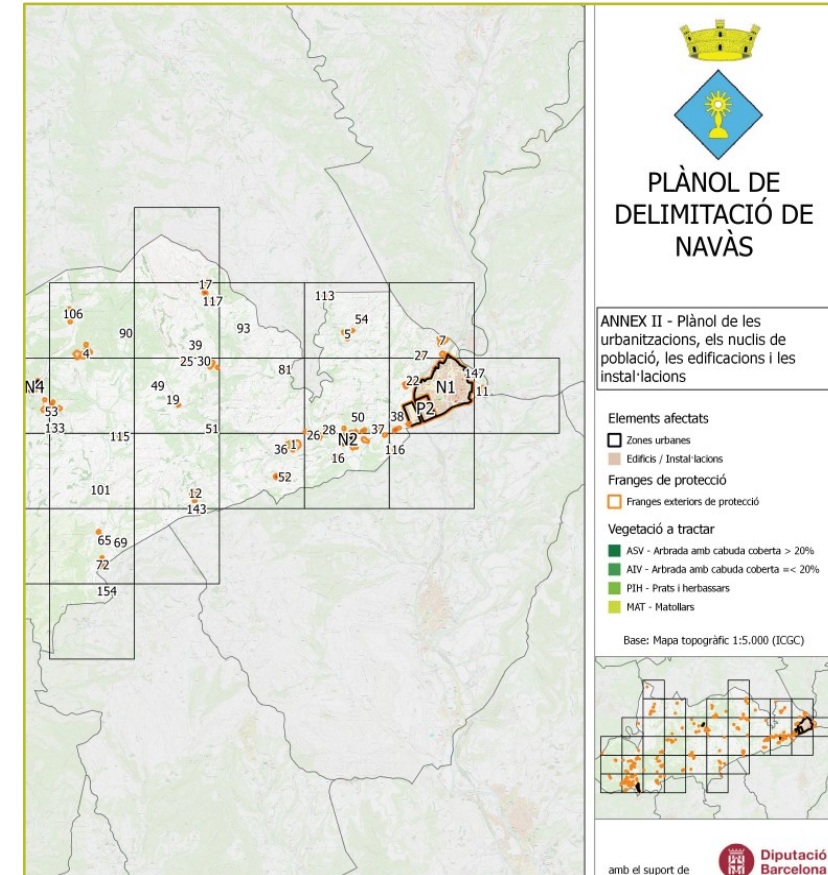 PLÀNOL DE
DELIMITACIÓ DE
NAVÀS
ANNEX II - Plànol de les
urbanitzacions, els nuclis de
població, les edificacions i les
instal·lacions
Elements afectats
Zones urbanes
Edificis / Instal·lacions
Franges de protecció
Franges exteriors de protecció
Vegetació a tractar
ASV - Arbrada amb cabuda coberta > 20%
AIV - Arbrada amb cabuda coberta =< 20%
PIH - Prats i herbassars
MAT - Matollars
Base: Mapa topogràfic 1:5.000 (ICGC)
amb el suport de
Diputació
Barcelona
17
117
113
106
54
93
90
5
7
39
4
27
25
30
81
147
N4
49
22
N1
11
19
P2
53
50
38
133
51
28
37
115
26
N2
36
1
116
16
52
101
12
143
65
69
72
154